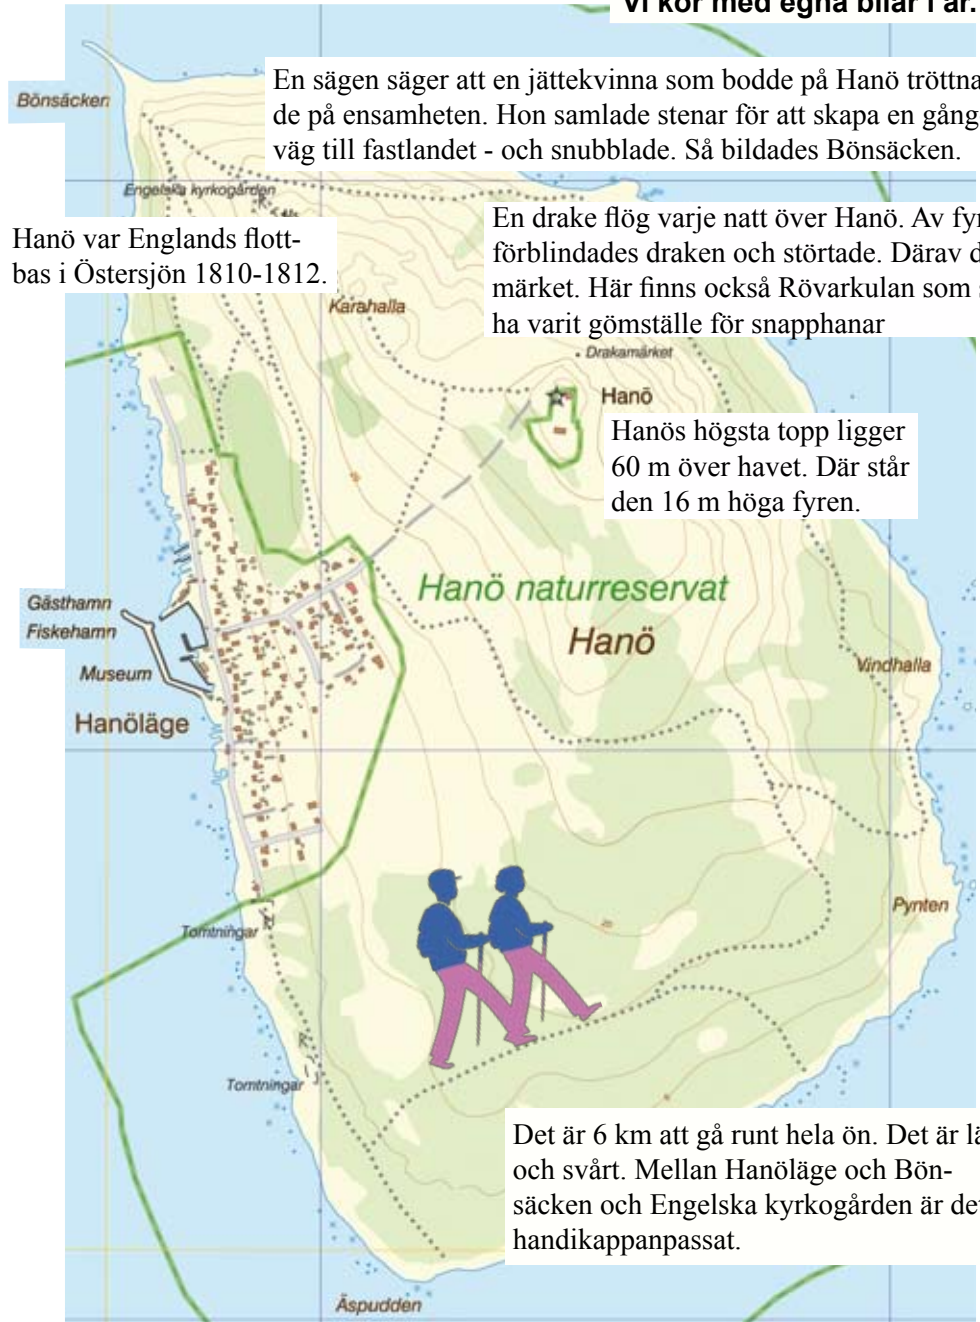 Vi kör med egna bilar i år.
En sägen säger att en jättekvinna som bodde på Hanö tröttna
de på ensamheten. Hon samlade stenar för att skapa en gång
väg till fastlandet - och snubblade. Så bildades Bönsäcken.
Bönsäcken
Engelska kyrkogården
Hanö var Englands flott-
bas i Östersjön 1810-1812.
En drake flög varje natt över Hanö. Av
förblindades draken och störtade. Därav
märket. Här finns också Rövarkulan som
ha varit gömställe för snapphanar
Karahalla
Drakamärket
Hanö
Hanös högsta topp ligger
60 m över havet. Där står
den 16 m höga fyren.
Hanö naturreservat
Hanö
Gästhamn
Fiskehamn
Museum
Hanöläge
Vindhalla
Pynten
Tomtningar
Tomtningar
Det är 6 km att gå runt hela ön. Det är
och svårt. Mellan Hanöläge och Bön-
säcken och Engelska kyrkogården är
handikappanpassat.
Äspudden